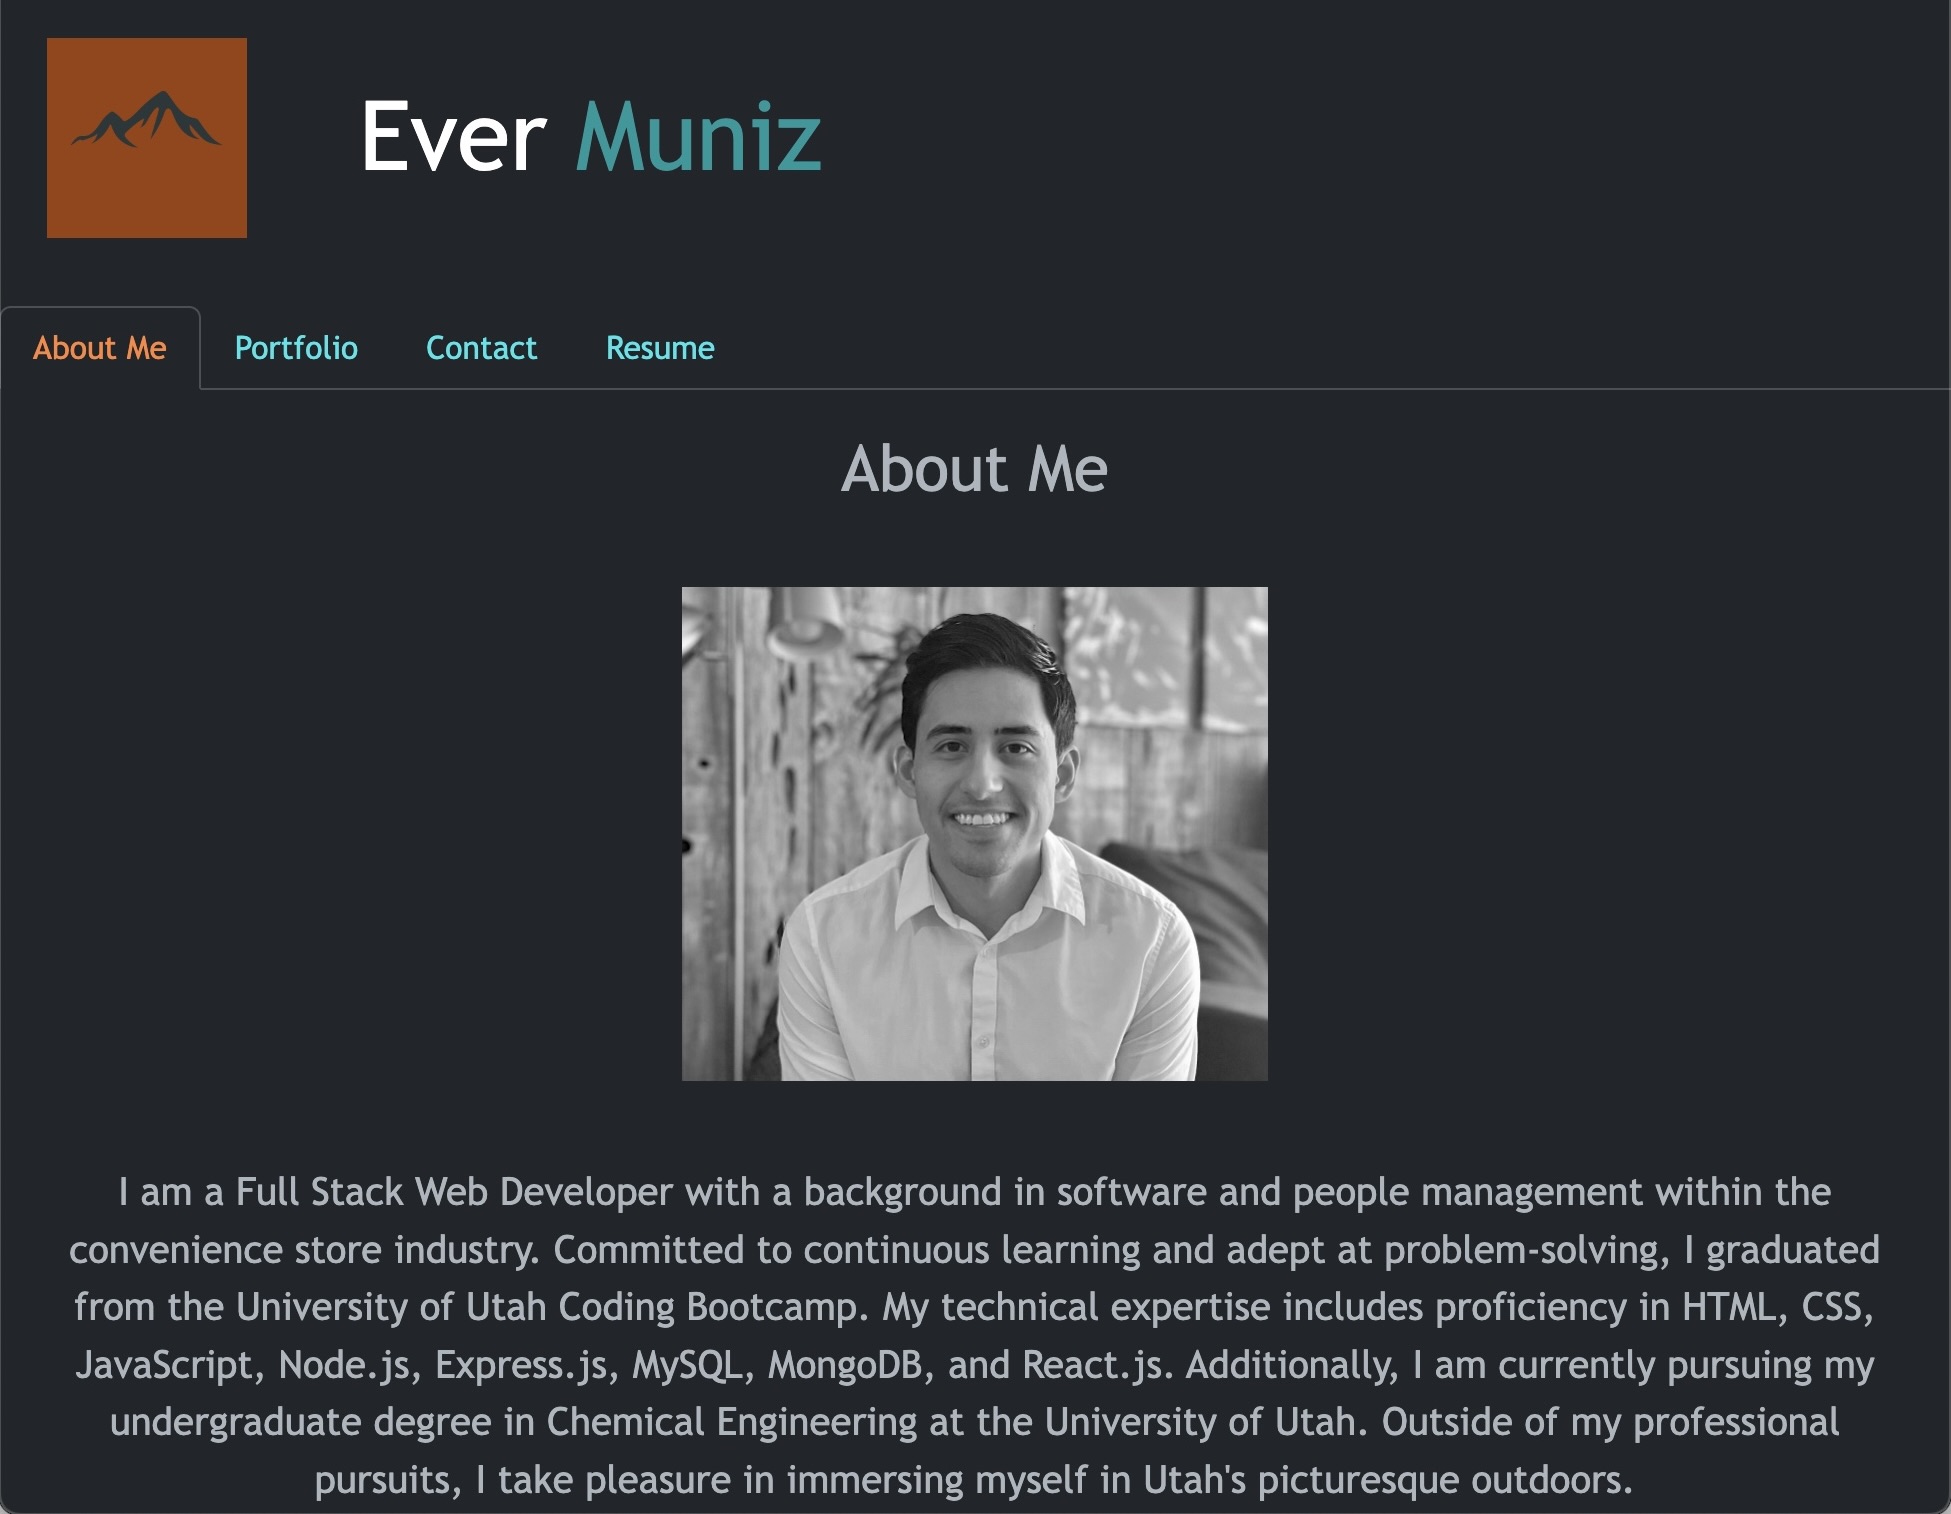 Ever Muniz
About Me Portfolio Contact Resume
About Me
I am a Full Stack Web Developer with a background in software and people management within the
convenience store industry. Committed to continuous learning and adept at problem-solving, I graduated
from the University of Utah Coding Bootcamp. My technical expertise includes proficiency in HTML, CSS,
JavaScript, Node.js, Express.js, MySQL, MongoDB, and React.js. Additionally, I am currently pursuing my
undergraduate degree in Chemical Engineering at the University of Utah. Outside of my professional
pursuits, I take pleasure in immersing myself in Utah's picturesque outdoors.